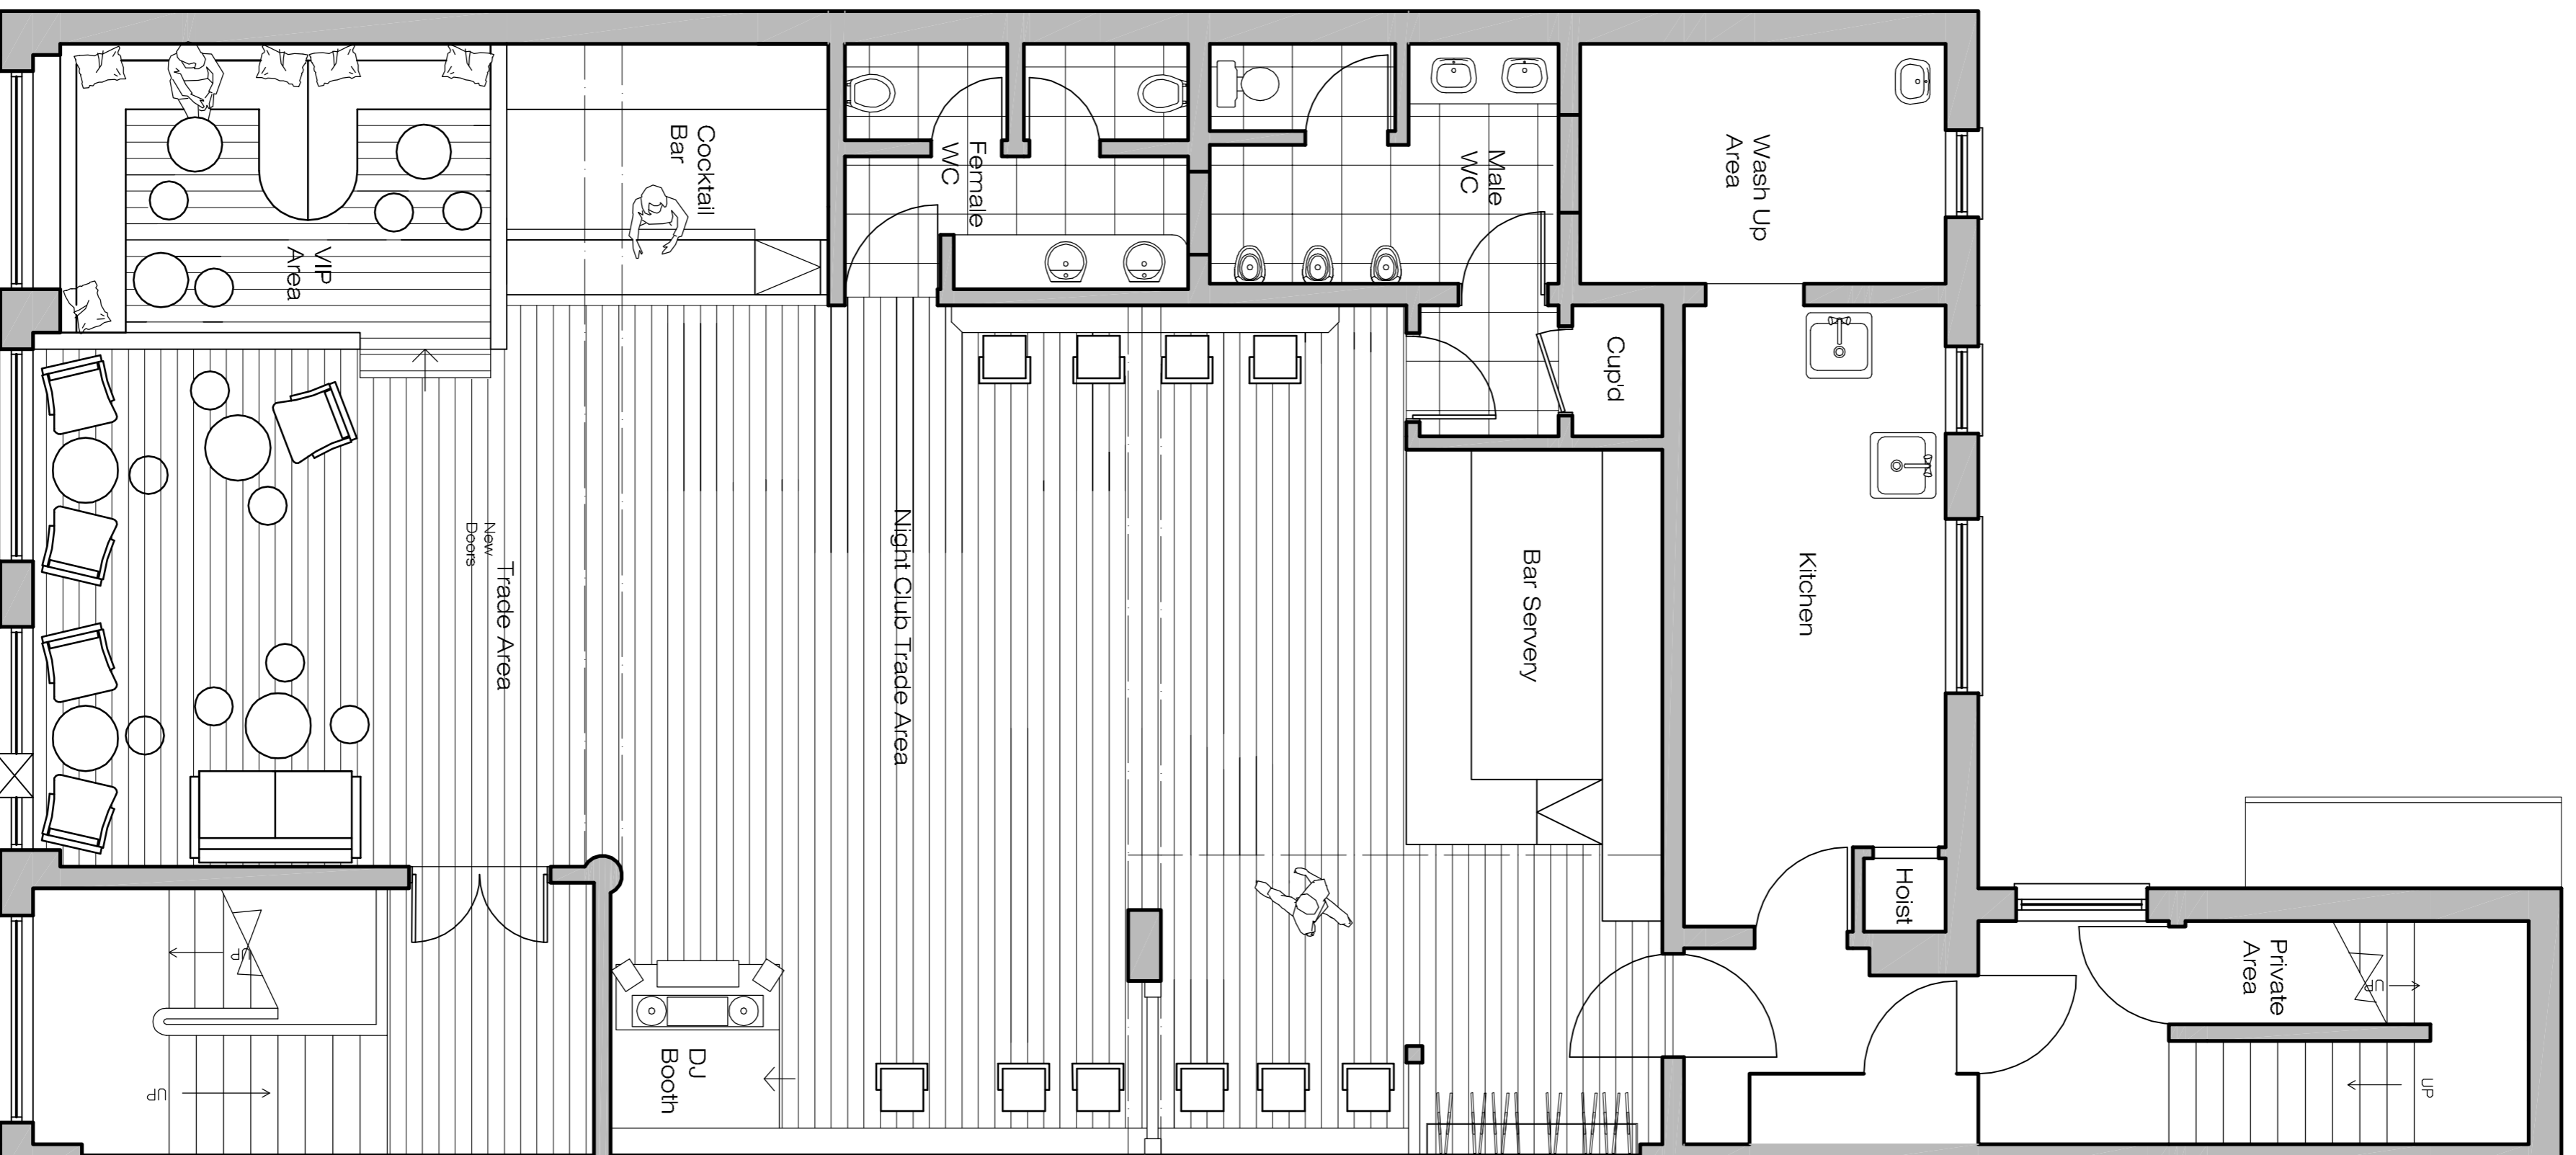 Cocktail
Bar
Female
WC
Male
WC
Wash Up
Area
VIP
Area
Cup'd
New
Doors
Trade Area
Night Club Trade Area
Bar Servery
Kitchen
Hoist
Private
Area
UP
UP
UP
UP
DJ
Booth